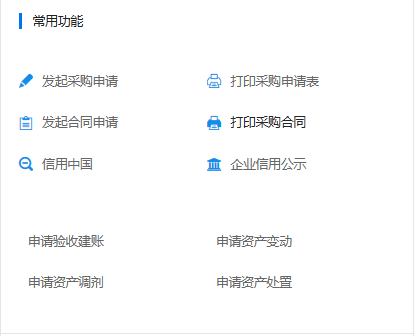 常用功能
发起采购申请 打印采购申请表
发起合同申请 打印采购合同
信用中国 企业信用公示
申请验收建账 申请资产变动
申请资产调剂 申请资产处置